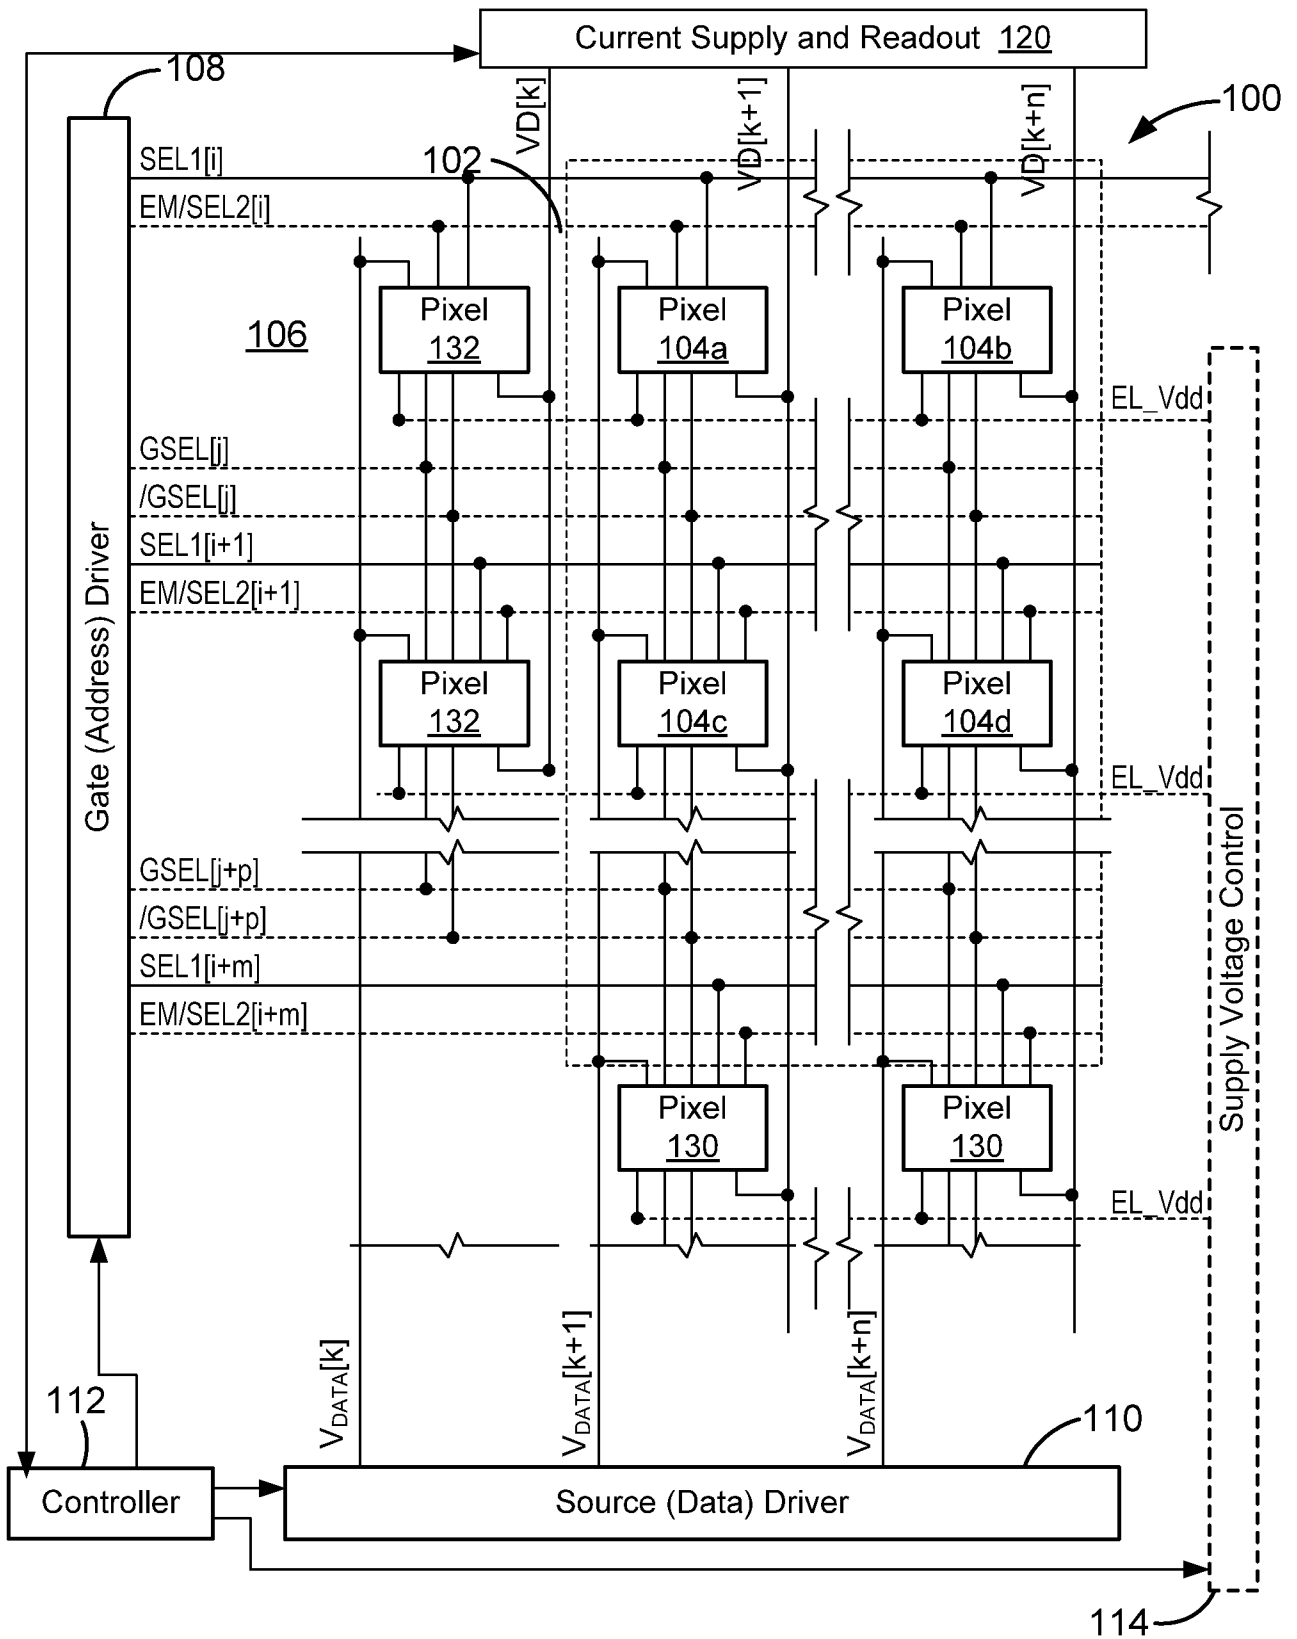 Current Supply and Readout 120
108
100
VD[k]
VD[k+1]
VD[k+n]
102
SEL1[i]
EM/SEL2[i]
106
Pixel
132
Pixel
104a
Pixel
104b
EL_Vdd
GSEL[j]
/GSEL[j]
SEL1[i+1]
EM/SEL2[i+1]
Gate (Address) Driver
Pixel
132
Pixel
104c
Pixel
104d
EL_Vdd
Supply Voltage Control
GSEL[j+p]
/GSEL[j+p]
SEL1[i+m]
EM/SEL2[i+m]
Pixel
130
Pixel
130
EL_Vdd
VDATA[k]
VDATA[k+1]
VDATA[k+n]
112
110
Controller
Source (Data) Driver
114